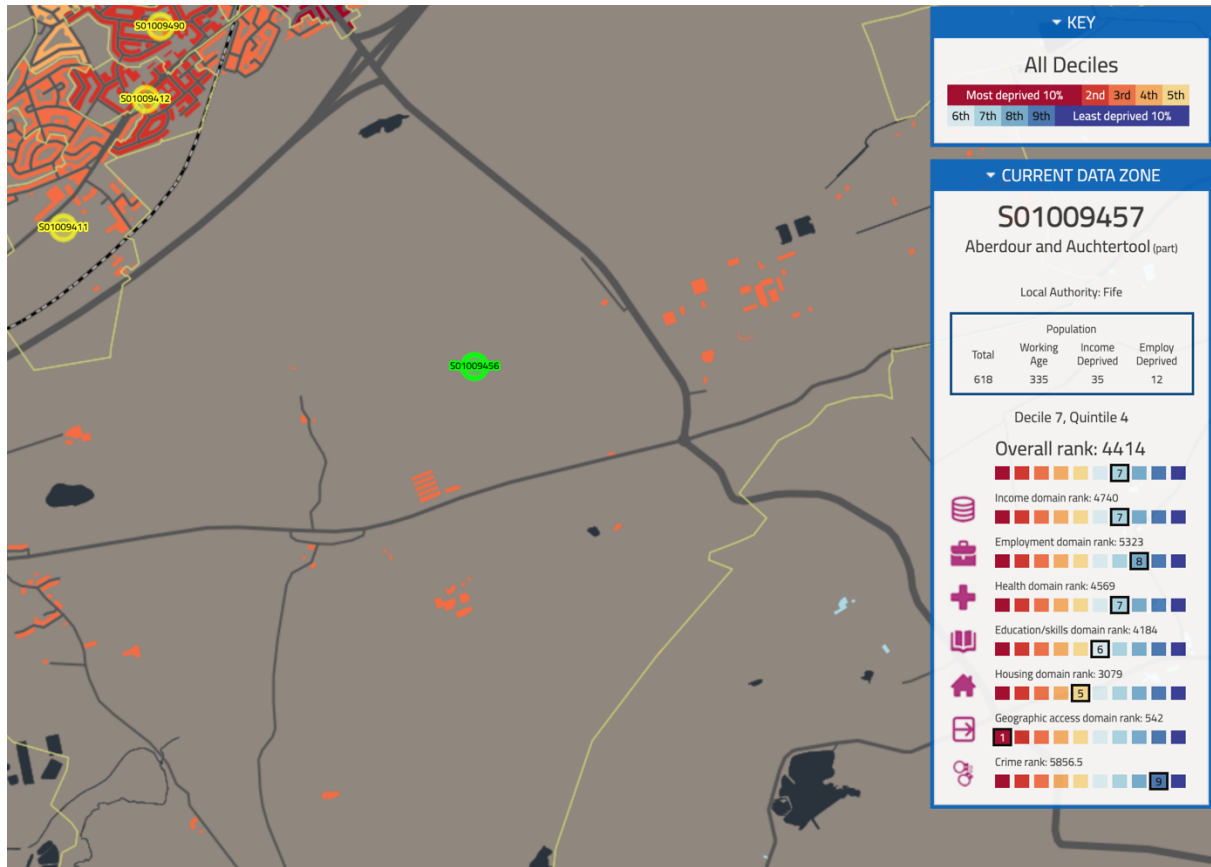 S01009490
S01009412
S01009411
S01009456
KEY
All Deciles
Most deprived 10% 2nd 3rd 4th 5th
6th 7th 8th 9th Least deprived 10%
CURRENT DATA ZONE
S01009457
Aberdour and Auchtertool (part)
Local Authority: Fife
Population
Total Working Age Income Deprived Employ Deprived
618 335 35 12
Decile 7, Quintile 4
Overall rank: 4414
7
Income domain rank: 4740
7
Employment domain rank: 5323
8
Health domain rank: 4569
7
Education/skills domain rank: 4184
6
Housing domain rank: 3079
5
Geographic access domain rank: 542
1
Crime rank: 5856.5
9